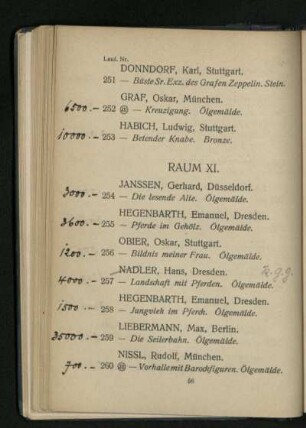 Lauf. Nr.
DONNDORF, Karl, Stuttgart.
251 — Büste Sr. Exz. des Grafen Zeppelin. Stein.
GRAF, Oskar, München.
6500.– 252 — Kreuzigung. Ölgemälde.
HABICH, Ludwig, Stuttgart.
10000.– 253 — Betender Knabe. Bronze.
RAUM XI.
JANSSEN, Gerhard, Düsseldorf.
3000.– 254 — Die lesende Alte. Ölgemälde.
HEGENBARTH, Emanuel, Dresden.
3600.– 255 — Pferde im Gehölz. Ölgemälde.
OBIER, Oskar, Stuttgart.
1200.– 256 — Bildnis meiner Frau. Ölgemälde.
NADLER, Hans, Dresden.
4000.– 257 — Landschaft mit Pferden. Ölgemälde.
HEGENBARTH, Emanuel, Dresden.
1500.– 258 — Jungvieh im Pferch. Ölgemälde.
LIEBERMANN, Max, Berlin.
35000.– 259 — Die Seilerbahn. Ölgemälde.
NISSL, Rudolf, München.
700.– 260 — Vorhalle mit Barockfiguren. Ölgemälde.